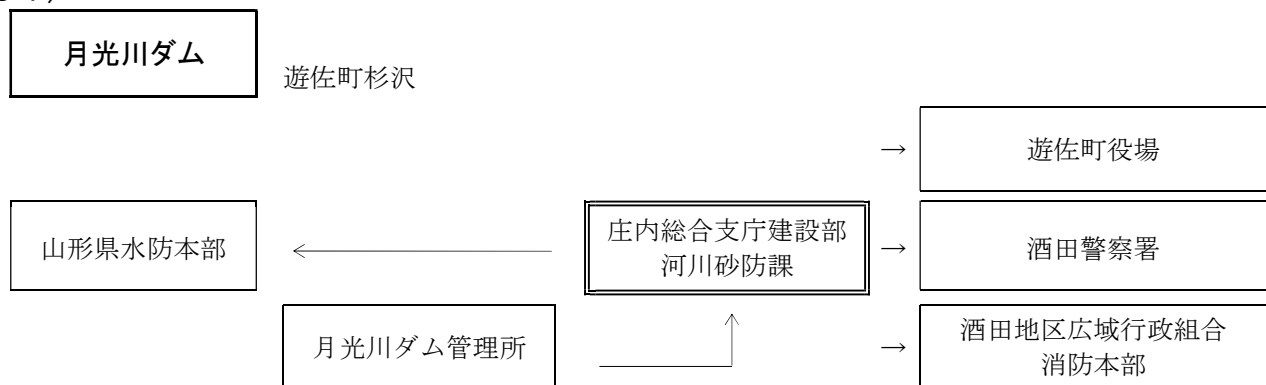 月光川ダム
遊佐町杉沢
→ 遊佐町役場
山形県水防本部
←
庄内総合支庁建設部
河川砂防課
→ 酒田警察署
月光川ダム管理所
→ 酒田地区広域行政組合
消防本部